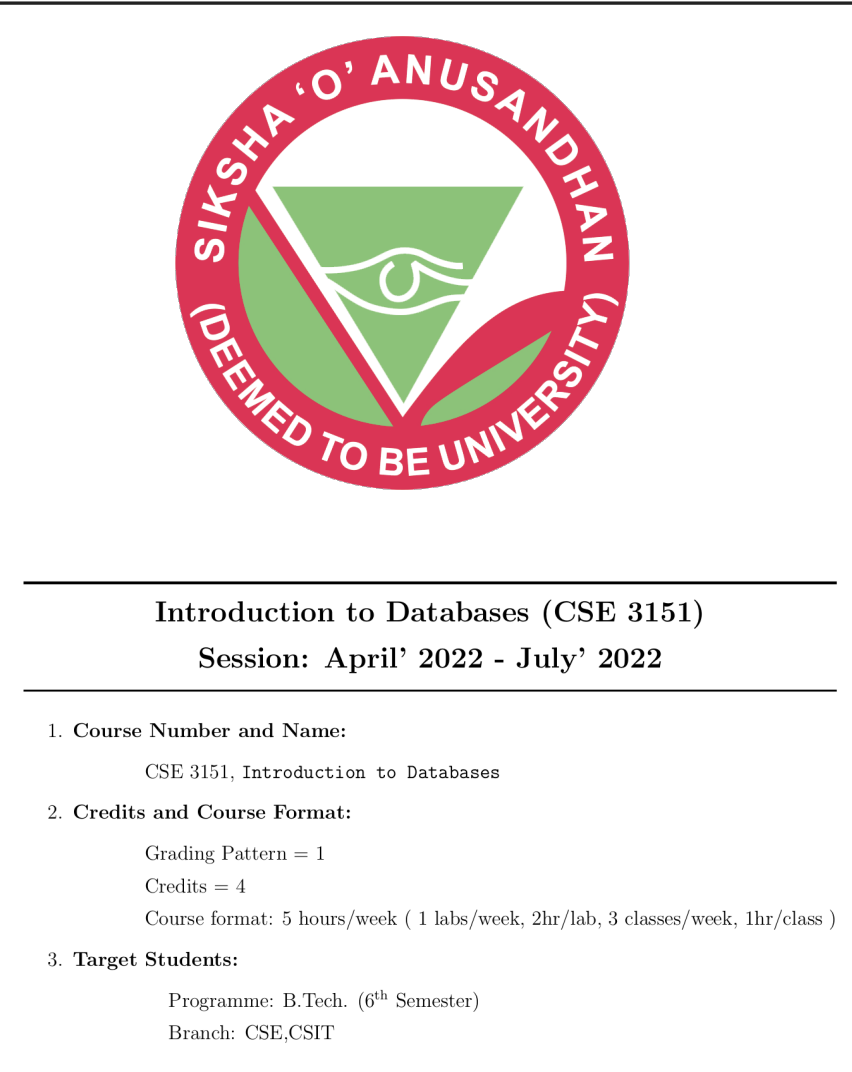 SIKSHA ‘O’ ANUSANDHAN
(DEEMED TO BE UNIVERSITY)
Introduction to Databases (CSE 3151)
Session: April’ 2022 - July’ 2022
1. Course Number and Name:
CSE 3151, Introduction to Databases
2. Credits and Course Format:
Grading Pattern = 1
Credits = 4
Course format: 5 hours/week ( 1 labs/week, 2hr/lab, 3 classes/week, 1hr/class )
3. Target Students:
Programme: B.Tech. (6th Semester)
Branch: CSE,CSIT